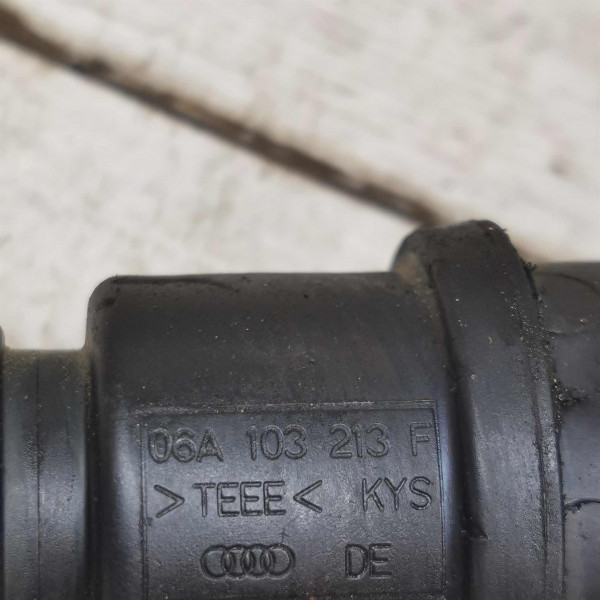 06A 103 213 F
>TEEE< KYS
DE